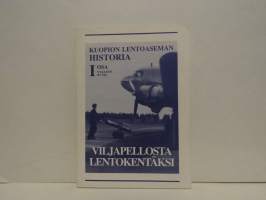 KUOPION LENTOASEMAN
HISTORIA
I OSA
VILJAPELLOSTA
LENTOKENTÄKSI